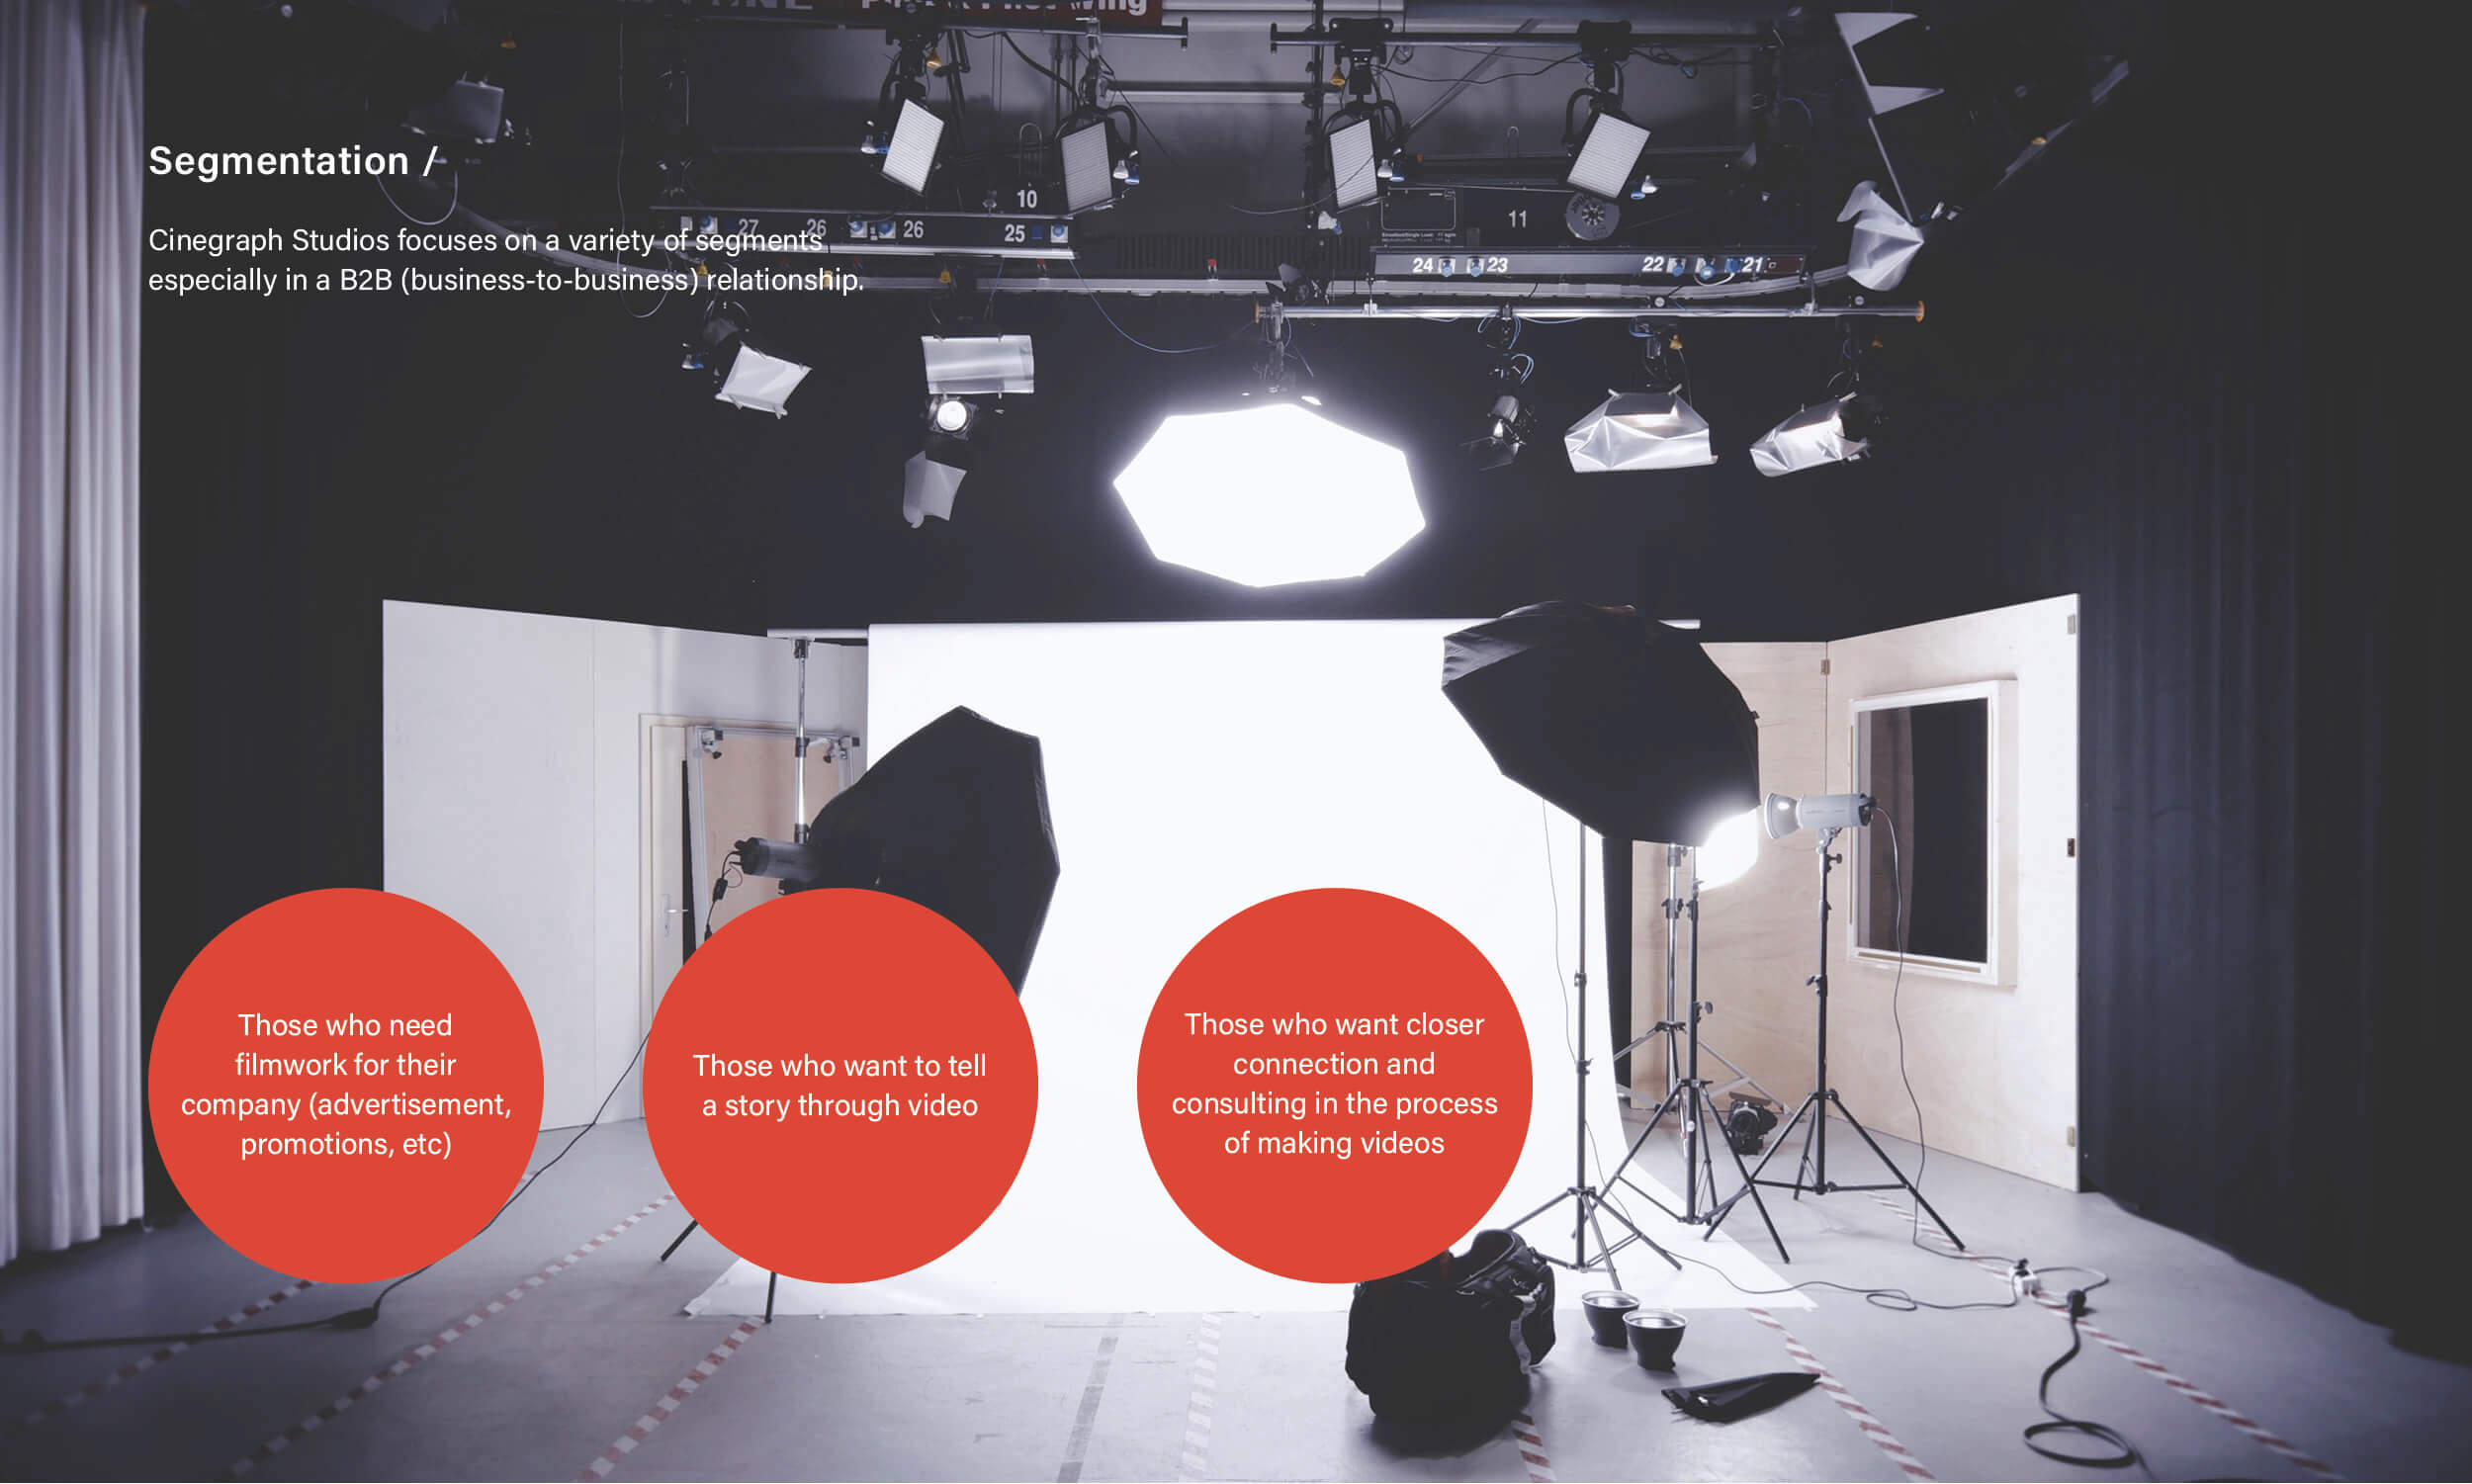 Segmentation /
Cinegraph Studios focuses on a variety of segments
especially in a B2B (business-to-business) relationship.
10
11
27 26 26 25
24 23 22 21
Those who need
filmwork for their
company (advertisement,
promotions, etc)
Those who want to tell
a story through video
Those who want closer
connection and
consulting in the process
of making videos